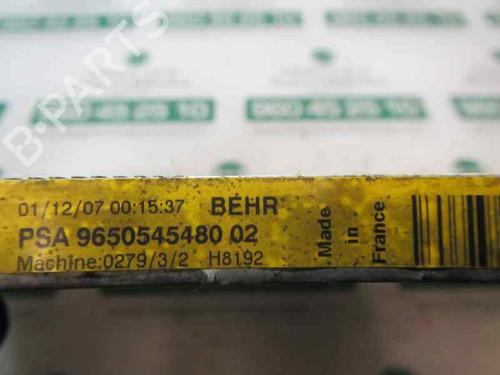 B-PARTS
01/12/07 00:15:37 BEHR
PSA 9650545480 02
Machine:0279/3/2 H8192
Made
in
France